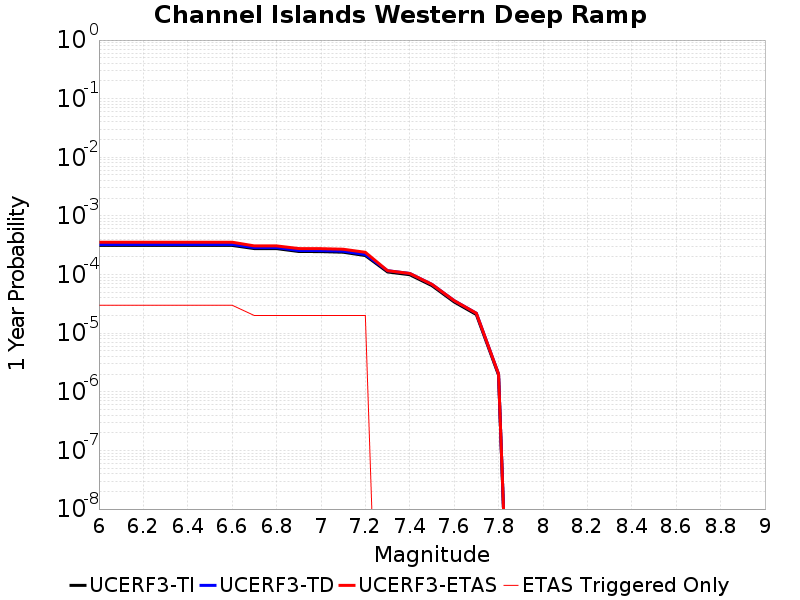 Channel Islands Western Deep Ramp
1 Year Probability
10^0
10^-1
10^-2
10^-3
10^-4
10^-5
10^-6
10^-7
10^-8
6 6.2 6.4 6.6 6.8 7 7.2 7.4 7.6 7.8 8 8.2 8.4 8.6 8.8 9
Magnitude
UCERF3-TI UCERF3-TD UCERF3-ETAS ETAS Triggered Only